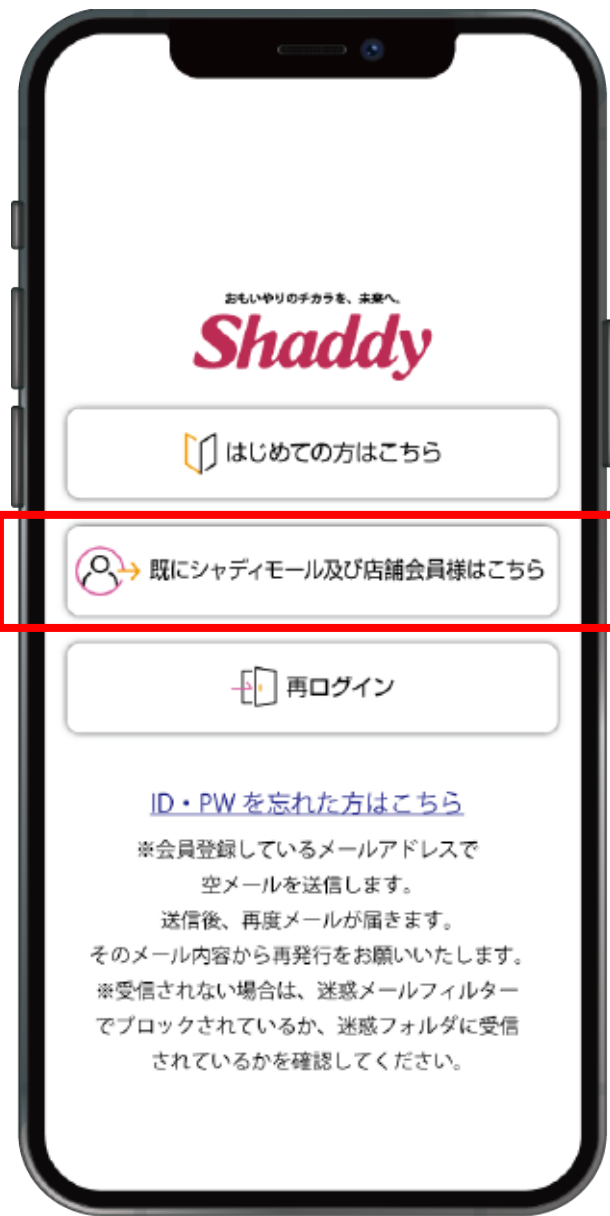 おもいやりのチカラを、未来へ。
Shaddy
はじめての方はこちら
既にシャディモール及び店舗会員様はこちら
再ログイン
ID・PW を忘れた方はこちら
※会員登録しているメールアドレスで
空メールを送信します。
送信後、再度メールが届きます。
そのメール内容から再発行をお願いいたします。
※受信されない場合は、迷惑メールフィルター
でブロックされているか、迷惑フォルダに受信
されているかを確認してください。